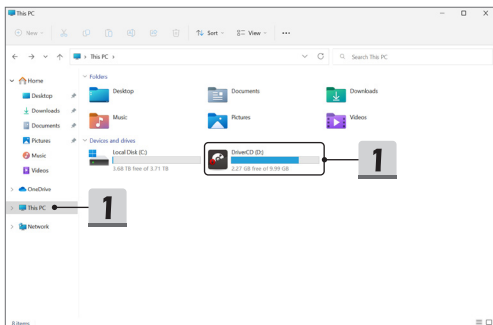 This PC
New
Sort
View
This PC
Search This PC
Home
Desktop
Downloads
Documents
Pictures
Music
Videos
OneDrive
This PC
Network
Folders
Desktop
Documents
Downloads
Music
Pictures
Videos
Devices and drives
Local Disk (C:)
3.68 TB free of 3.71 TB
DriverCD (D:)
2.27 GB free of 9.99 GB
1
1
8 items